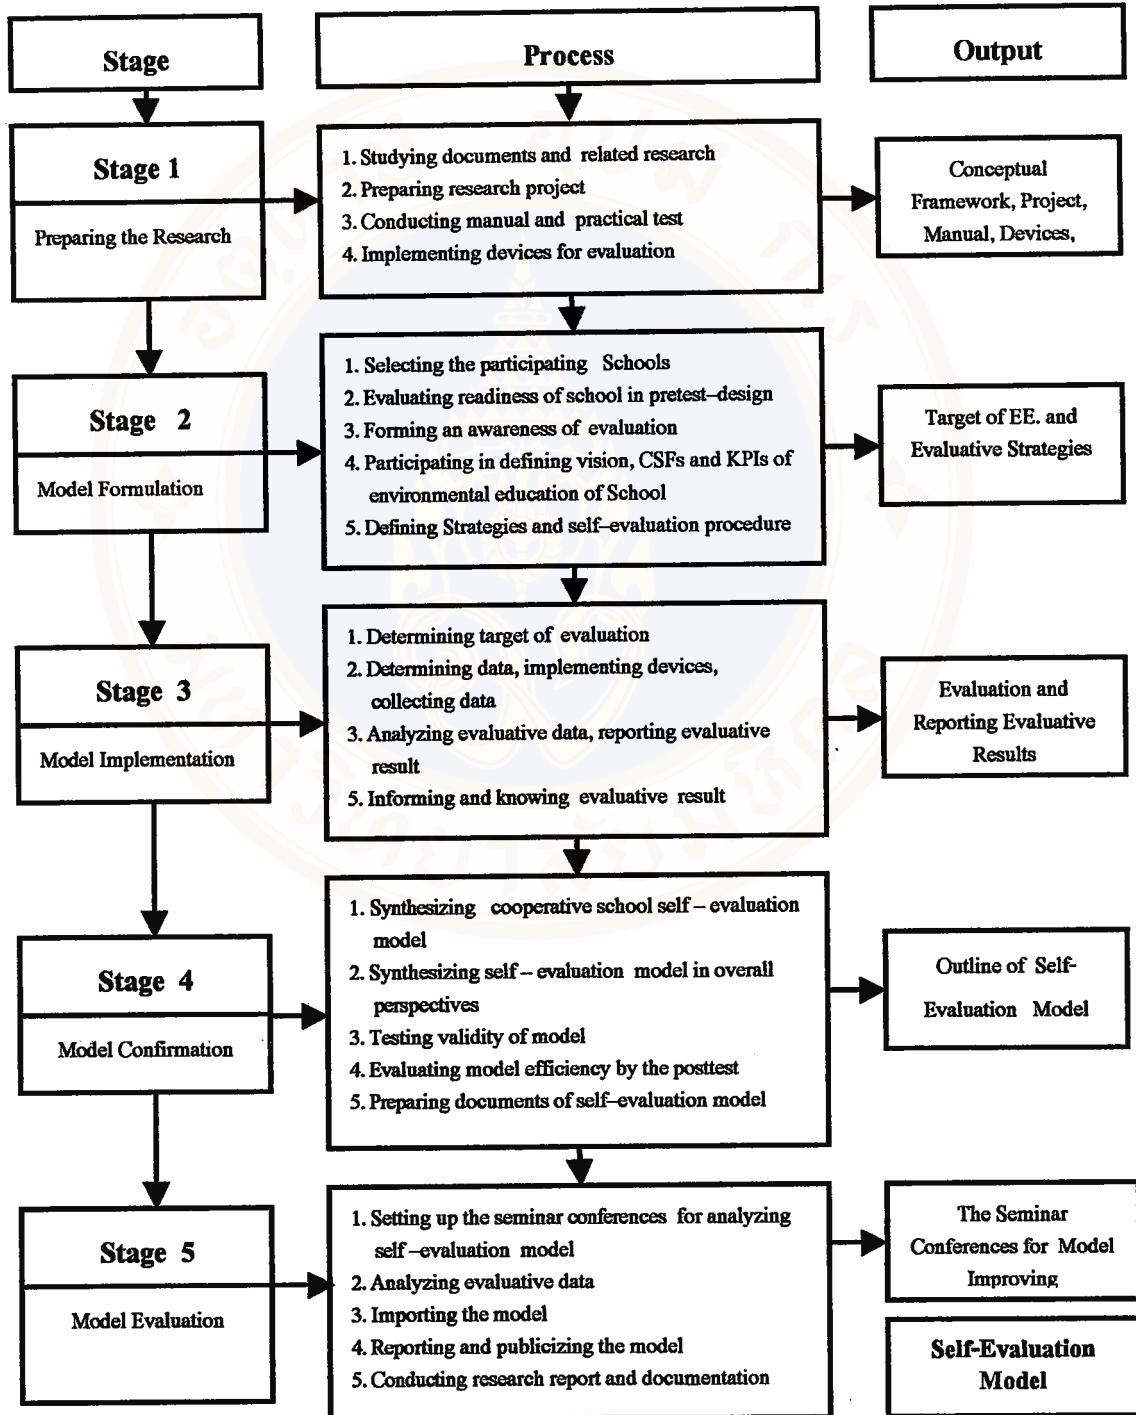 Stage
Process
Output
Stage 1
Preparing the Research
1. Studying documents and related research
2. Preparing research project
3. Conducting manual and practical test
4. Implementing devices for evaluation
Conceptual
Framework, Project,
Manual, Devices,
Stage 2
Model Formulation
1. Selecting the participating Schools
2. Evaluating readiness of school in pretest–design
3. Forming an awareness of evaluation
4. Participating in defining vision, CSFs and KPIs of
environmental education of School
5. Defining Strategies and self–evaluation procedure
Target of EE. and
Evaluative Strategies
Stage 3
Model Implementation
1. Determining target of evaluation
2. Determining data, implementing devices,
collecting data
3. Analyzing evaluative data, reporting evaluative
result
5. Informing and knowing evaluative result
Evaluation and
Reporting Evaluative
Results
Stage 4
Model Confirmation
1. Synthesizing cooperative school self – evaluation
model
2. Synthesizing self – evaluation model in overall
perspectives
3. Testing validity of model
4. Evaluating model efficiency by the posttest
5. Preparing documents of self–evaluation model
Outline of Self-
Evaluation Model
Stage 5
Model Evaluation
1. Setting up the seminar conferences for analyzing
self –evaluation model
2. Analyzing evaluative data
3. Importing the model
4. Reporting and publicizing the model
5. Conducting research report and documentation
The Seminar
Conferences for Model
Improving
Self-Evaluation
Model